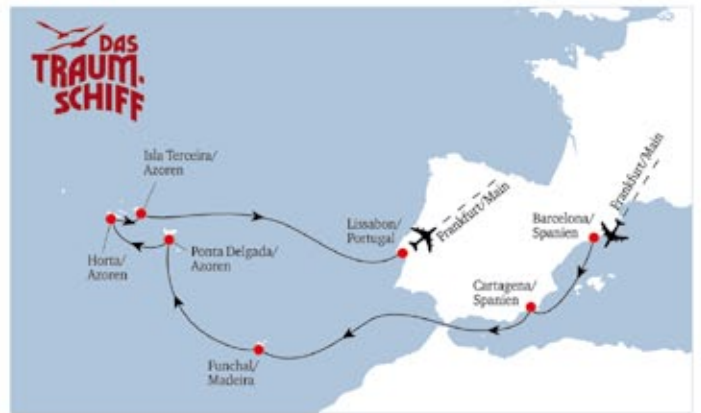 DAS
TRAUM.
SCHIFF
Isla Terceira/
Azoren
Horta/
Azoren
Ponta Delgada/
Azoren
Lissabon/
Portugal
Frankfurt/Main
Frankfurt/Main
Barcelona/
Spanien
Cartagena/
Spanien
Funchal/
Madeira